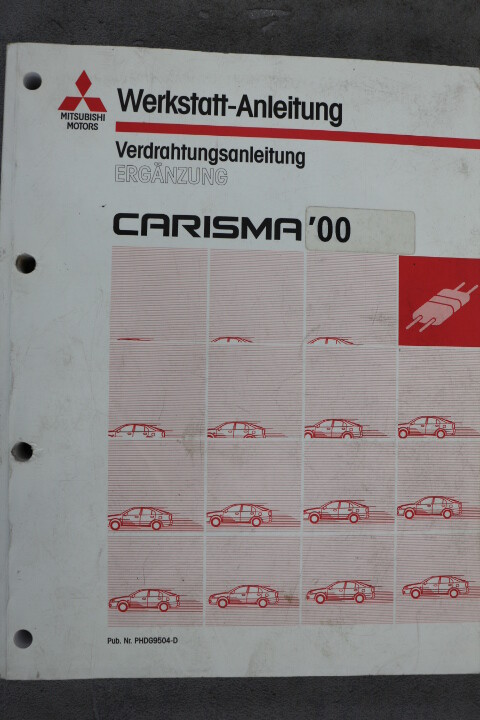 MITSUBISHI
MOTORS
Werkstatt-Anleitung
Verdrahtungsanleitung
ERGÄNZUNG
CARISMA '00
Pub. Nr. PHDG9504-D